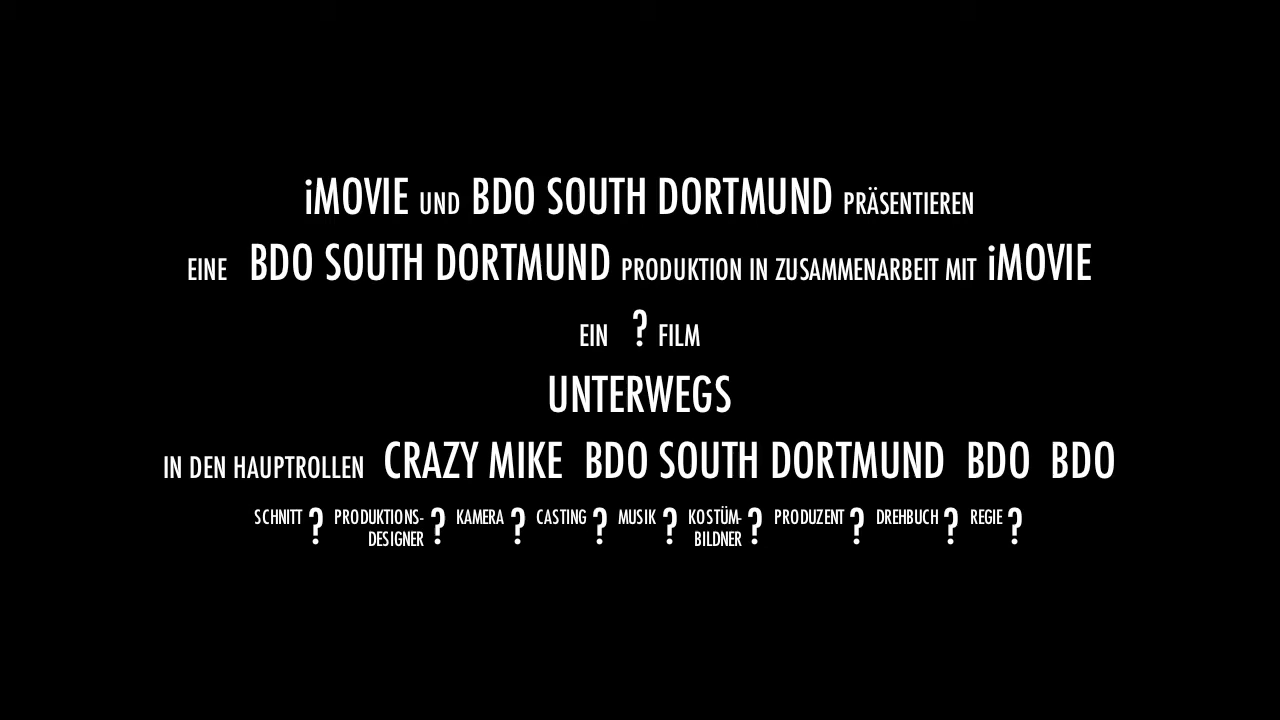 iMOVIE UND BDO SOUTH DORTMUND PRÄSENTIEREN
EINE BDO SOUTH DORTMUND PRODUKTION IN ZUSAMMENARBEIT MIT iMOVIE
EIN ? FILM
UNTERWEGS
IN DEN HAUPTROLLEN CRAZY MIKE BDO SOUTH DORTMUND BDO BDO
SCHNITT ? PRODUKTIONS-DESIGNER ? KAMERA ? CASTING ? MUSIK ? KOSTÜM-BILDNER ? PRODUZENT ? DREHBUCH ? REGIE ?